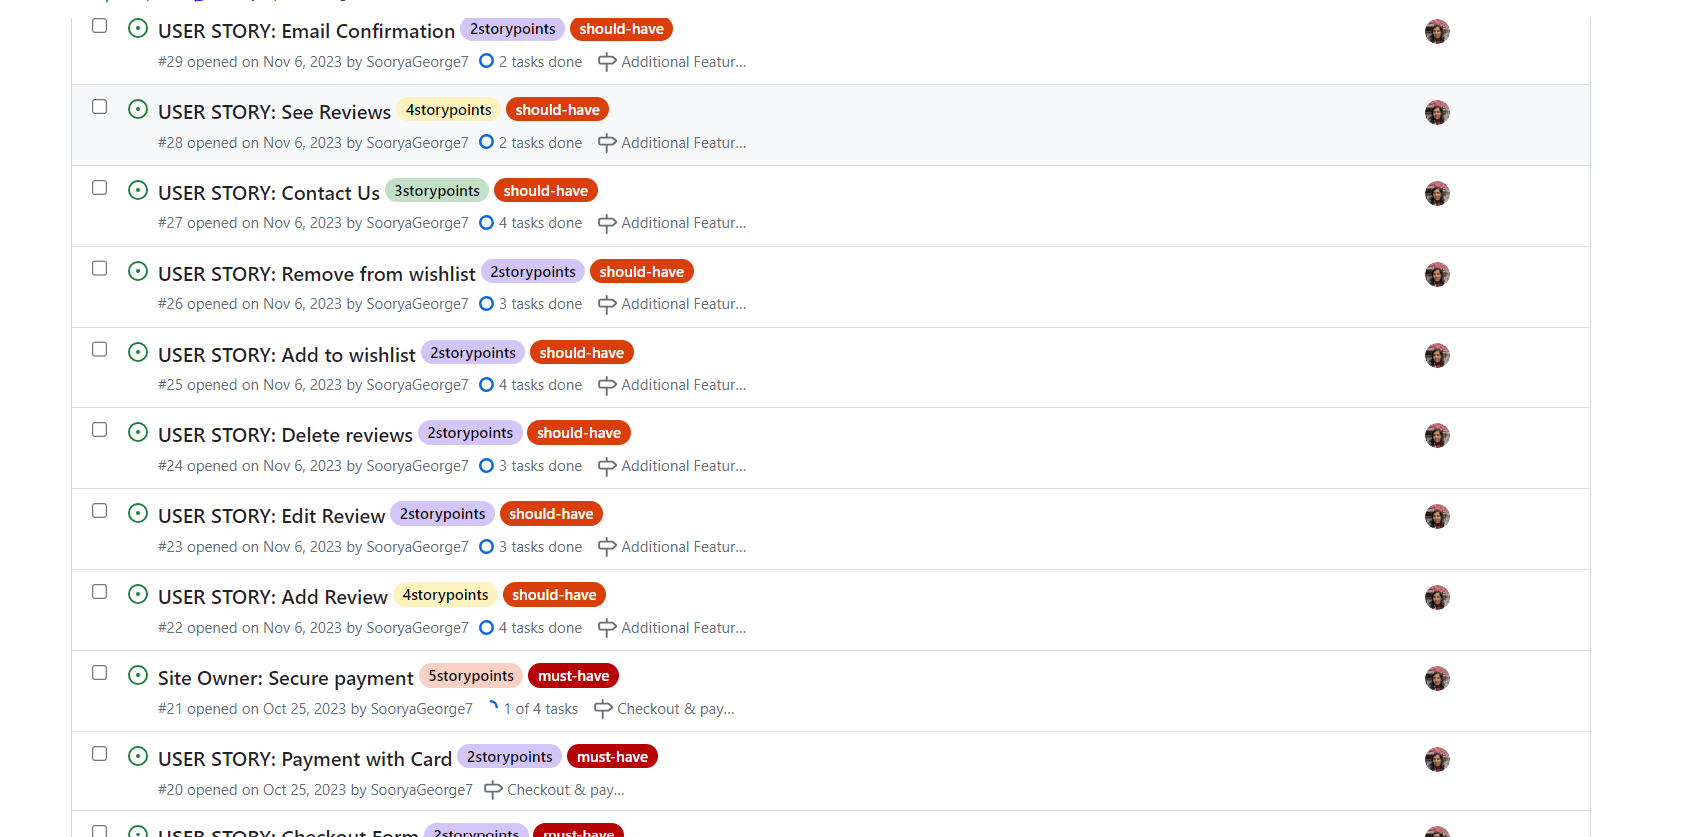 USER STORY: Email Confirmation 2storypoints should-have
#29 opened on Nov 6, 2023 by SooryaGeorge7 2 tasks done Additional Featur...
USER STORY: See Reviews 4storypoints should-have
#28 opened on Nov 6, 2023 by SooryaGeorge7 2 tasks done Additional Featur...
USER STORY: Contact Us 3storypoints should-have
#27 opened on Nov 6, 2023 by SooryaGeorge7 4 tasks done Additional Featur...
USER STORY: Remove from wishlist 2storypoints should-have
#26 opened on Nov 6, 2023 by SooryaGeorge7 3 tasks done Additional Featur...
USER STORY: Add to wishlist 2storypoints should-have
#25 opened on Nov 6, 2023 by SooryaGeorge7 4 tasks done Additional Featur...
USER STORY: Delete reviews 2storypoints should-have
#24 opened on Nov 6, 2023 by SooryaGeorge7 3 tasks done Additional Featur...
USER STORY: Edit Review 2storypoints should-have
#23 opened on Nov 6, 2023 by SooryaGeorge7 3 tasks done Additional Featur...
USER STORY: Add Review 4storypoints should-have
#22 opened on Nov 6, 2023 by SooryaGeorge7 4 tasks done Additional Featur...
Site Owner: Secure payment 5storypoints must-have
#21 opened on Oct 25, 2023 by SooryaGeorge7 1 of 4 tasks Checkout & pay...
USER STORY: Payment with Card 2storypoints must-have
#20 opened on Oct 25, 2023 by SooryaGeorge7 Checkout & pay...
USER STORY: Checkout Form 2storypoints must-have